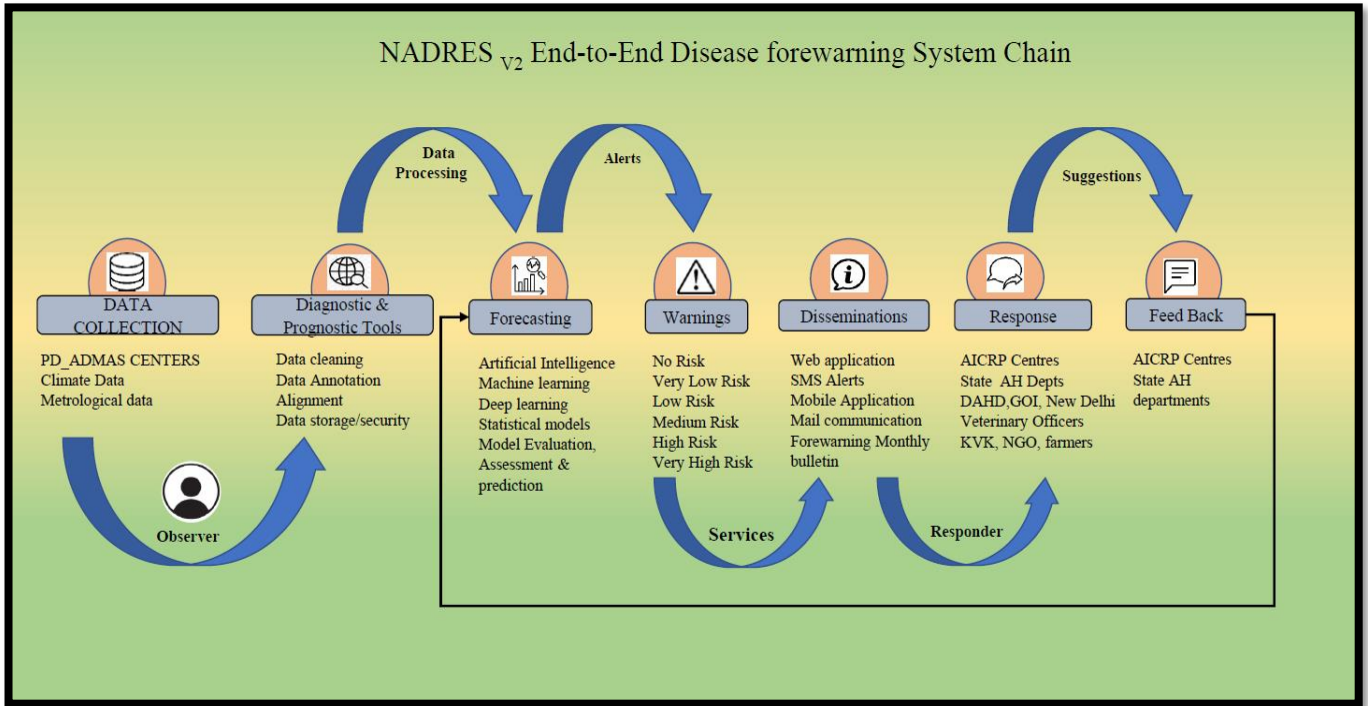 NADRES V2 End-to-End Disease forewarning System Chain
Data
Processing
Alerts
Suggestions
DATA
COLLECTION
PD_ADMAS CENTERS
Climate Data
Metrological data
Observer
Diagnostic &
Prognostic Tools
Data cleaning
Data Annotation
Alignment
Data storage/security
Forecasting
Artificial Intelligence
Machine learning
Deep learning
Statistical models
Model Evaluation,
Assessment &
prediction
Warnings
No Risk
Very Low Risk
Low Risk
Medium Risk
High Risk
Very High Risk
Services
Disseminations
Web application
SMS Alerts
Mobile Application
Mail communication
Forewarning Monthly
bulletin
Responder
Response
AICRP Centres
State AH Depts
DAHD,GOI, New Delhi
Veterinary Officers
KVK, NGO, farmers
Feed Back
AICRP Centres
State AH
departments